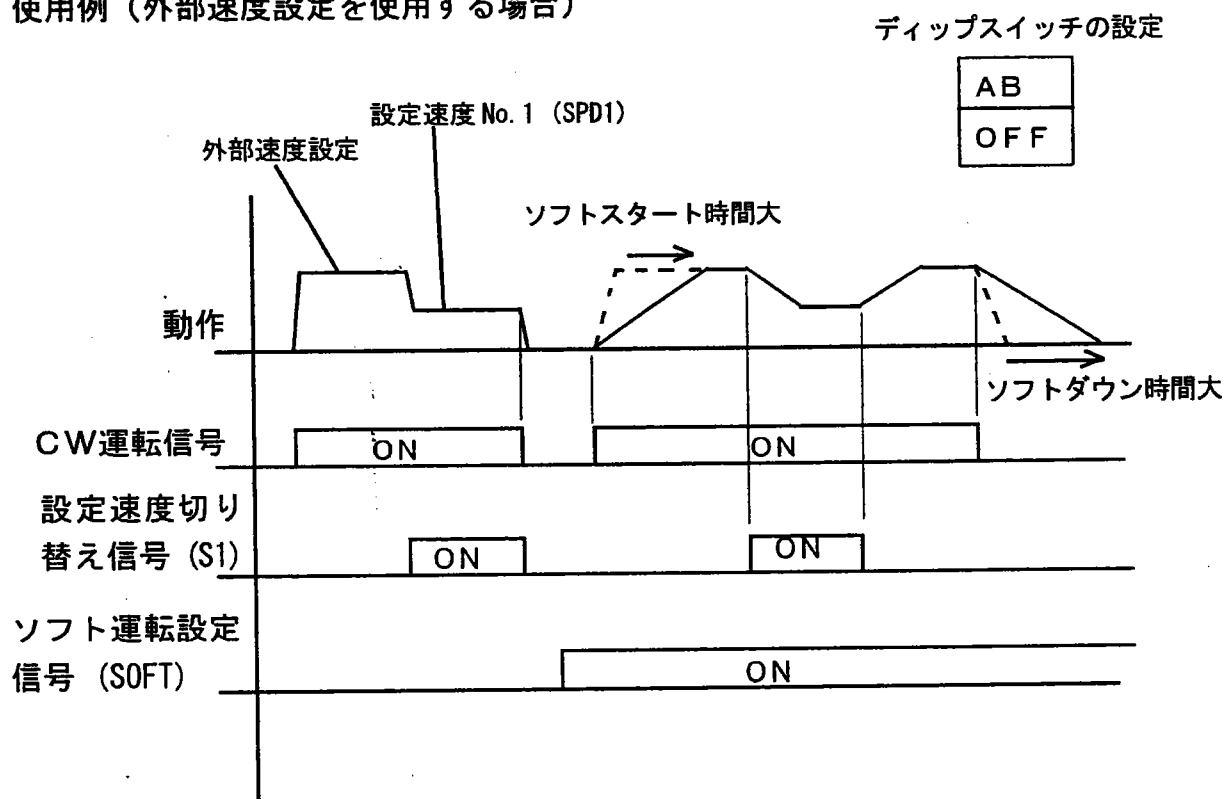 使用例（外部速度設定を使用する場合）
ディップスイッチの設定
AB
OFF
設定速度No.1（SPD1）
外部速度設定
ソフトスタート時間大
動作
ソフトダウン時間大
CW運転信号
ON
ON
設定速度切り
替え信号（S1）
ON
ON
ソフト運転設定
信号（SOFT）
ON